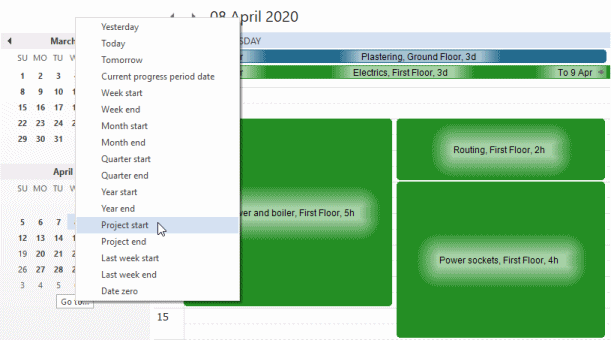 08 April 2020
March
SDAY
SU MO TU W
1 2 3
8 9 10
15 16 17
22 23 24
29 30 31
April
SU MO TU W
5 6 7
12 13 14
19 20 21
26 27 28
3 4 5
Go to...
Yesterday
Today
Tomorrow
Current progress period date
Week start
Week end
Month start
Month end
Quarter start
Quarter end
Year start
Year end
Project start
Project end
Last week start
Last week end
Date zero
Plastering, Ground Floor, 3d
Electrics, First Floor, 3d
To 9 Apr
wer and boiler, First Floor, 5h
Routing, First Floor, 2h
Power sockets, First Floor, 4h
15